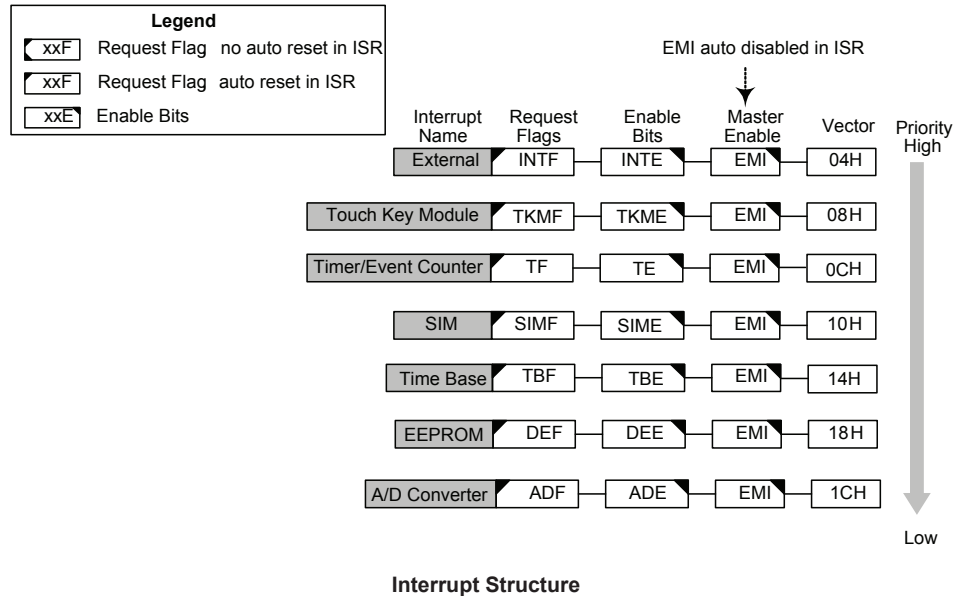 Legend
xxF Request Flag no auto reset in ISR
xxF Request Flag auto reset in ISR
xxE Enable Bits
EMI auto disabled in ISR
Interrupt Name Request Flags Enable Bits Master Enable Vector Priority High
External INTF INTE EMI 04H
Touch Key Module TKMF TKME EMI 08H
Timer/Event Counter TF TE EMI 0CH
SIM SIMF SIME EMI 10H
Time Base TBF TBE EMI 14H
EEPROM DEF DEE EMI 18H
A/D Converter ADF ADE EMI 1CH
Low
Interrupt Structure